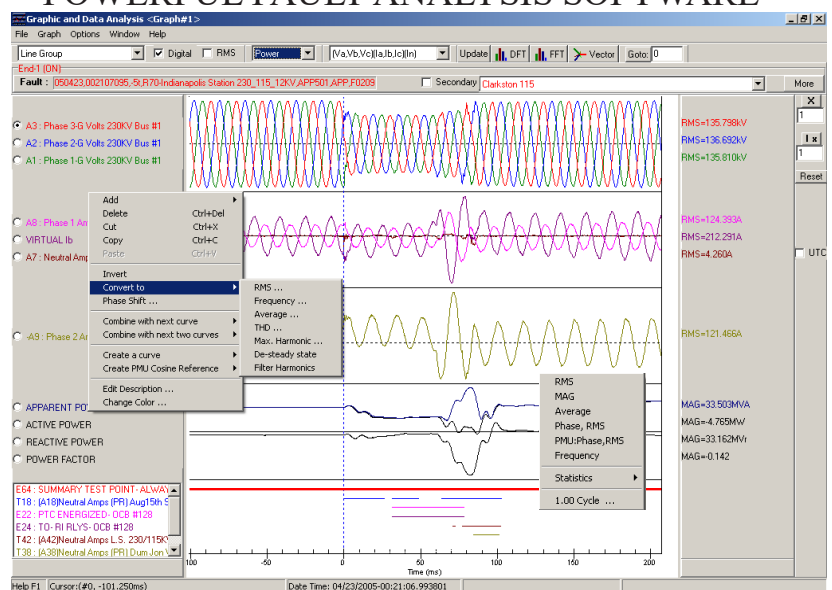 POWERFUL FAULT ANALYSIS SOFTWARE
Graphic and Data Analysis <Graph#1>
File Graph Options Window Help
Line Group Digital RMS Power (Va,Vb,Vc)(Ia,Ib,Ic)(In) Update DFT FFT Vector Goto: 0
End-1 (ON)
Fault : 050423,002107095,-5t,R70-Indianapolis Station 230_115_12KV,APP501,APP,F0209 Seconday Clarkston 115 More
X
1
I x
1
Reset
UTC
A3 : Phase 3-G Volts 230KV Bus #1 RMS=135.798kV
A2 : Phase 2-G Volts 230KV Bus #1 RMS=136.692kV
A1 : Phase 1-G Volts 230KV Bus #1 RMS=135.810kV
A8 : Phase 1 Am RMS=124.393A
VIRTUAL Ib RMS=212.291A
A7 : Neutral Amp RMS=4.260A
-A9 : Phase 2 A RMS=121.466A
APPARENT PO MAG=33.503MVA
ACTIVE POWER MAG=-4.765MW
REACTIVE POWER MAG=33.162MVr
POWER FACTOR MAG=-0.142
Add
Delete Ctrl+Del
Cut Ctrl+X
Copy Ctrl+C
Paste Ctrl+V
Invert
Convert to
Phase Shift ...
Combine with next curve
Combine with next two curves
Create a curve
Create PMU Cosine Reference
Edit Description ...
Change Color ...
RMS ...
Frequency ...
Average ...
THD ...
Max. Harmonic ...
De-steady state
Filter Harmonics
RMS
MAG
Average
Phase, RMS
PMU:Phase,RMS
Frequency
Statistics
1.00 Cycle ...
E64 : SUMMARY TEST POINT- ALWAY
T18 : (A18)Neutral Amps (PR) Aug15th S
E22 : PTC ENERGIZED- OCB #128
E24 : TO- RI RLYS- OCB #128
T42 : (A42)Neutral Amps L.S. 230/115K
T38 : (A38)Neutral Amps (PR) Dum Jon
100 -50 0 50 100 150 200
Time (ms)
Help F1 Cursor:(#0, -101.250ms) Date Time: 04/23/2005-00:21:06.993801